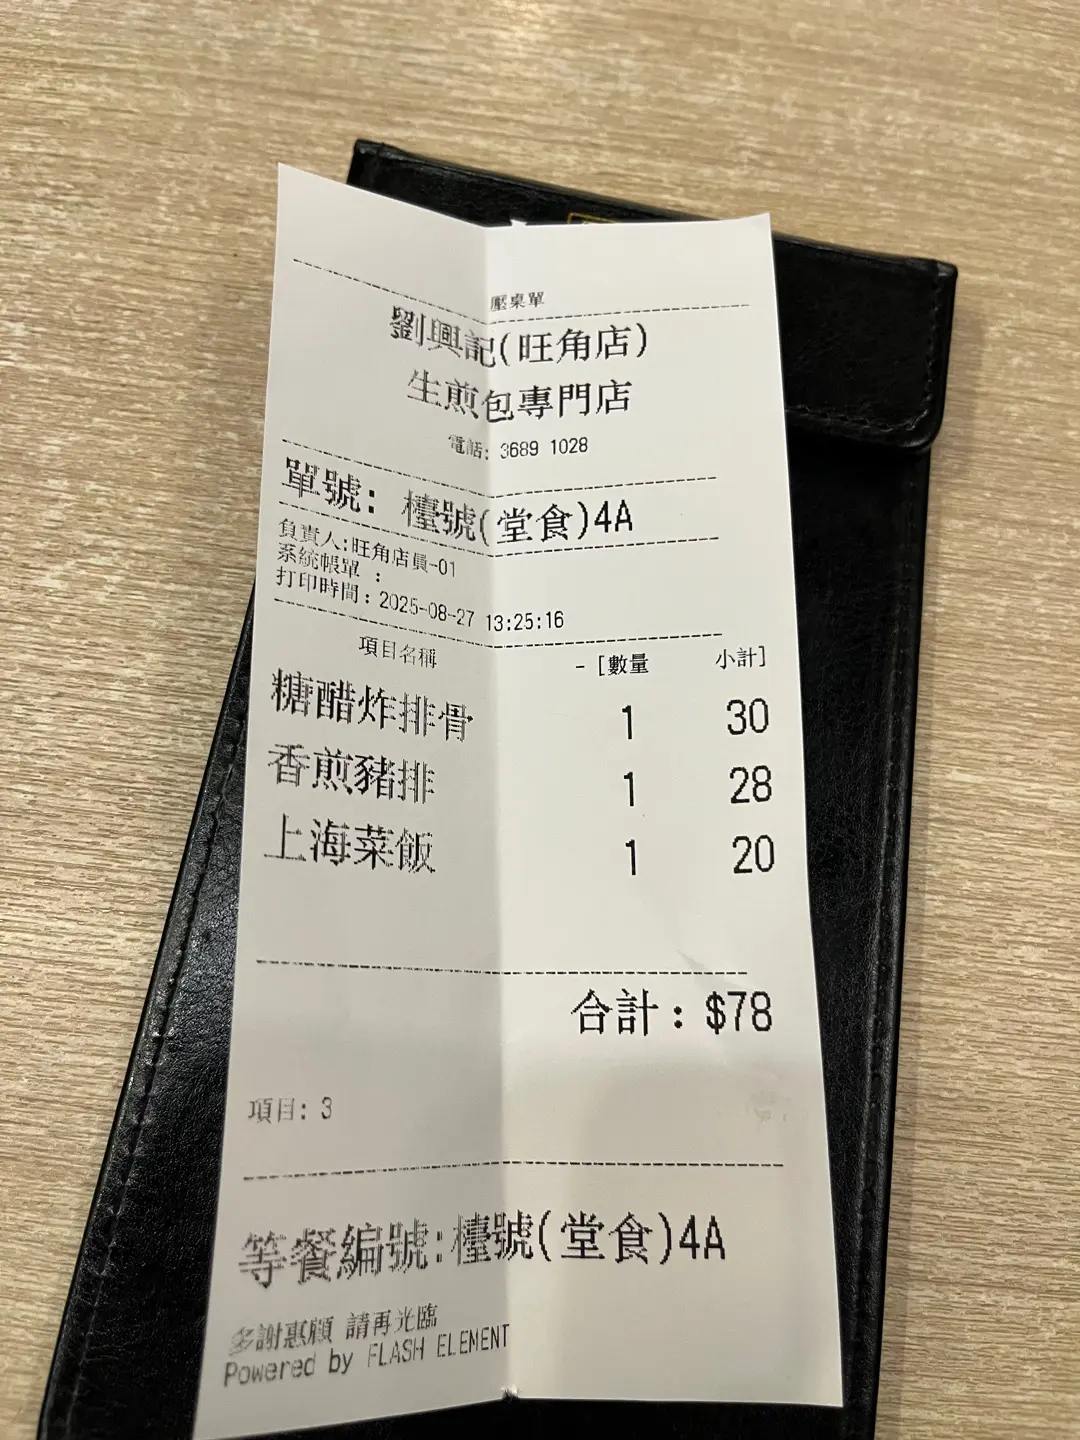 壓桌單
劉興記(旺角店)
生煎包專門店
電話: 3689 1028
單號: 檯號(堂食)4A
負責人:旺角店員-01
系統帳單 :
打印時間：2025-08-27 13:25:16
項目名稱 - [數量 小計]
糖醋炸排骨 1 30
香煎豬排 1 28
上海菜飯 1 20
合計：$78
項目: 3
等餐編號:檯號(堂食)4A
多謝惠顧 請再光臨
Powered by FLASH ELEMENT